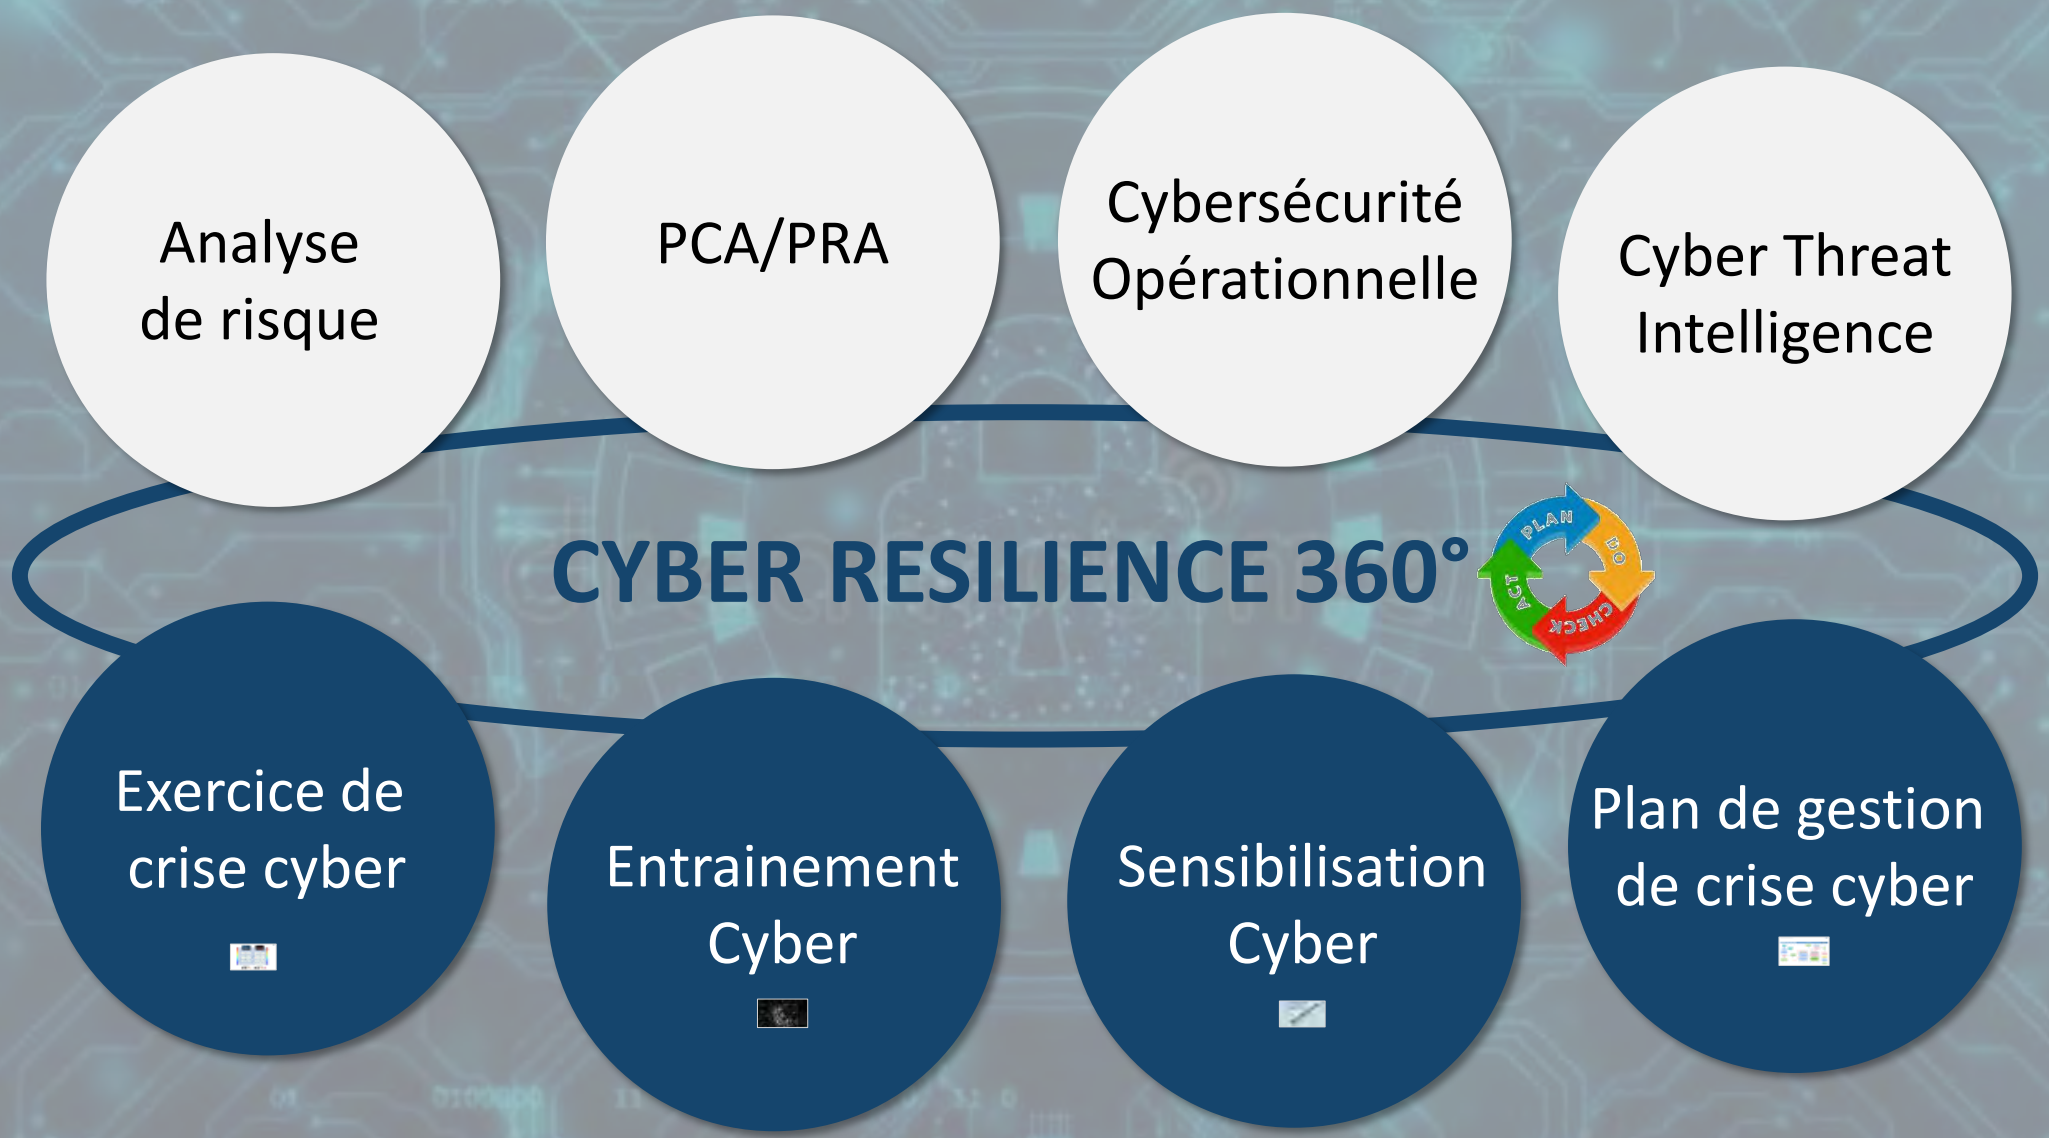 Analyse
de risque
PCA/PRA
Cybersécurité
Opérationnelle
Cyber Threat
Intelligence
CYBER RESILIENCE 360°
PLAN
DO
CHECK
ACT
Exercice de
crise cyber
Entrainement
Cyber
Sensibilisation
Cyber
Plan de gestion
de crise cyber